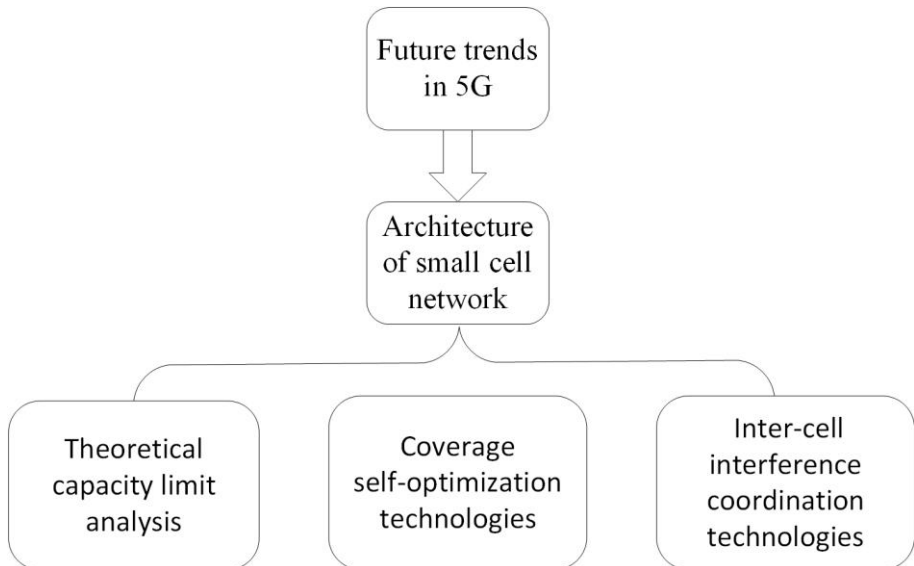 Future trends
in 5G
Architecture
of small cell
network
Theoretical
capacity limit
analysis
Coverage
self-optimization
technologies
Inter-cell
interference
coordination
technologies